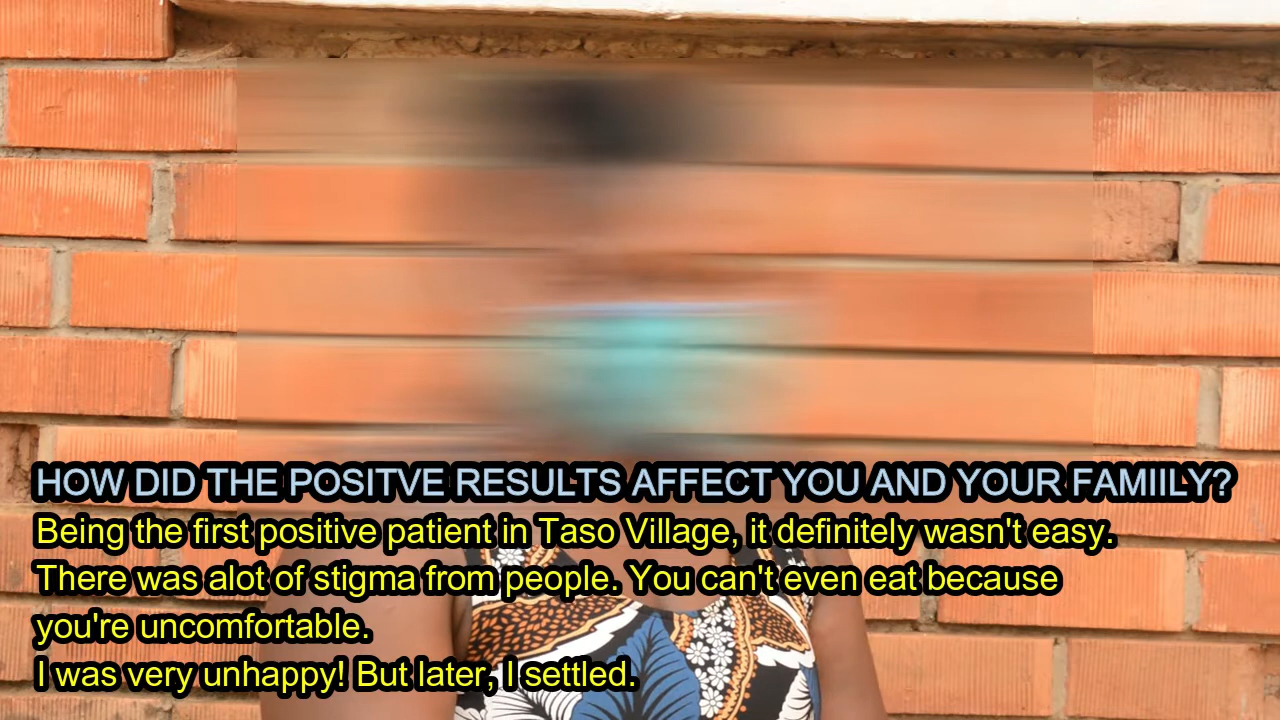 HOW DID THE POSITVE RESULTS AFFECT YOU AND YOUR FAMIILY?
Being the first positive patient in Taso Village, it definitely wasn't easy.
There was alot of stigma from people. You can't even eat because
you're uncomfortable.
I was very unhappy! But later, I settled.